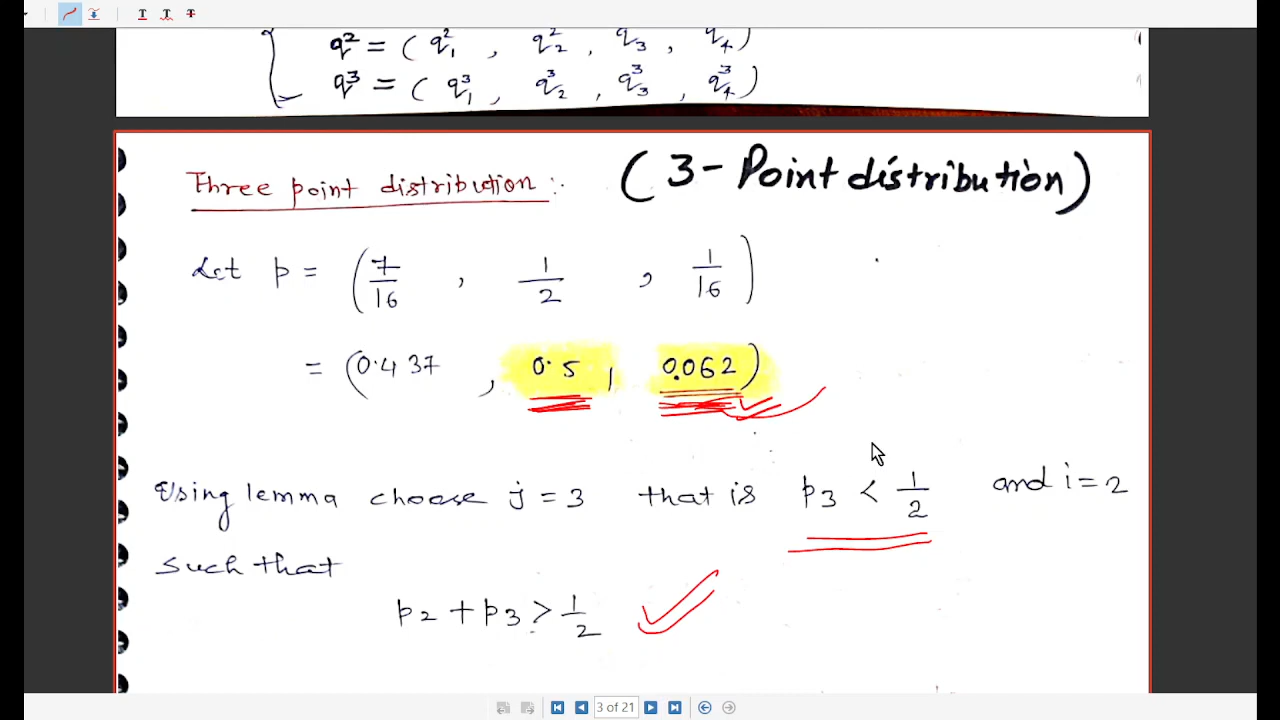 T T T
q² = ( q₁² , q₂² , q₃² , q₄² )
q³ = ( q₁³ , q₂³ , q₃³ , q₄³ )
Three point distribution :-
( 3 - Point distribution )
Let p = ( 7/16 , 1/2 , 1/16 )
= ( 0.437 , 0.5 , 0.062 )
Using lemma choose j = 3 that is p₃ < 1/2 and i = 2
such that
p₂ + p₃ > 1/2
3 of 21